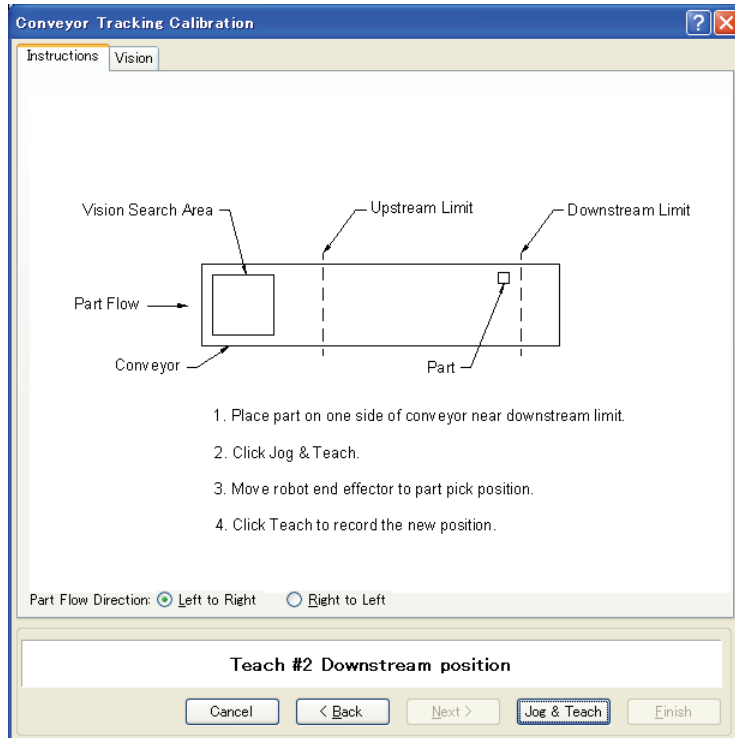 Conveyor Tracking Calibration
Instructions
Vision
Vision Search Area
Upstream Limit
Downstream Limit
Part Flow
Conveyor
Part
1. Place part on one side of conveyor near downstream limit.
2. Click Jog & Teach.
3. Move robot end effector to part pick position.
4. Click Teach to record the new position.
Part Flow Direction: Left to Right Right to Left
Teach #2 Downstream position
Cancel < Back Next > Jog & Teach Finish